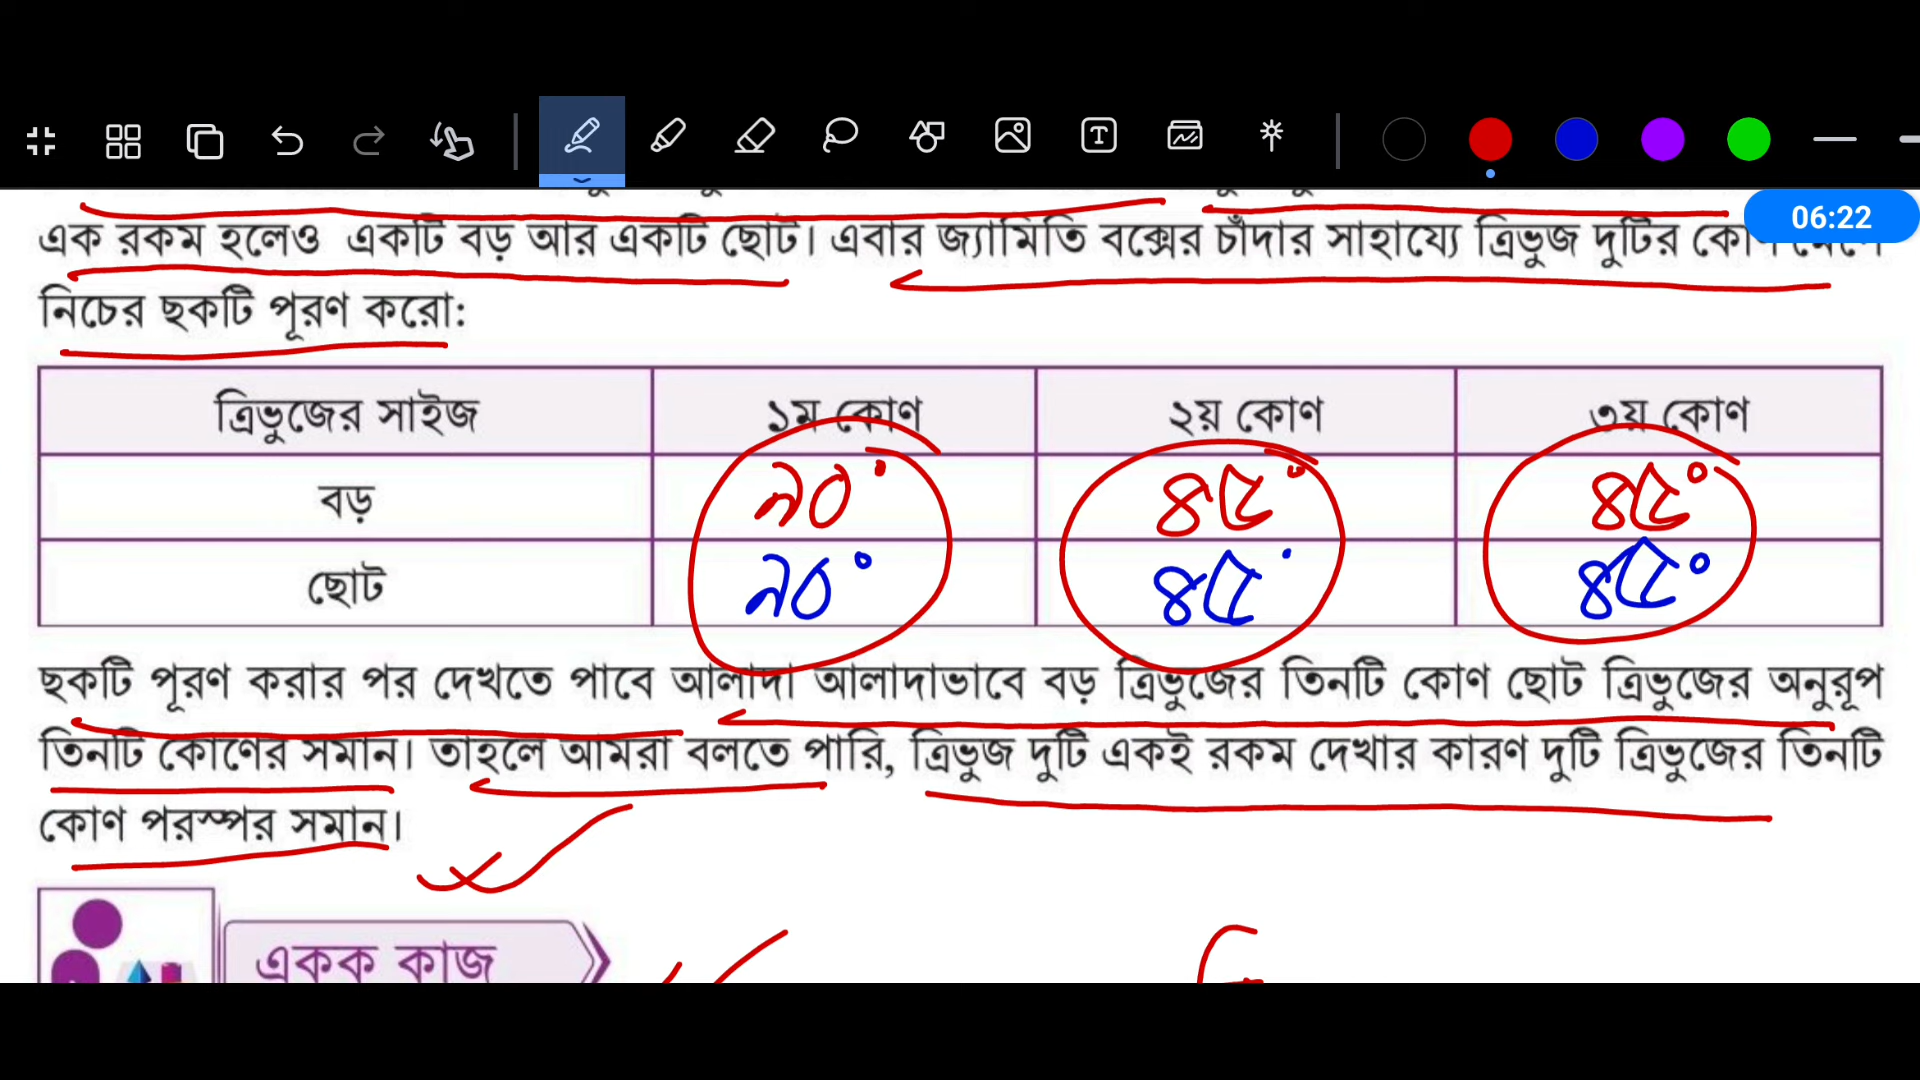 06:22
এক রকম হলেও একটি বড় আর একটি ছোট। এবার জ্যামিতি বক্সের চাঁদার সাহায্যে ত্রিভুজ দুটির
নিচের ছকটি পূরণ করো:
ত্রিভুজের সাইজ ১ম কোণ ২য় কোণ ৩য় কোণ
বড় ৯০° ৪৫° ৪৫°
ছোট ৯০° ৪৫° ৪৫°
ছকটি পূরণ করার পর দেখতে পাবে আলাদা আলাদাভাবে বড় ত্রিভুজের তিনটি কোণ ছোট ত্রিভুজের অনুরূপ
তিনটি কোণের সমান। তাহলে আমরা বলতে পারি, ত্রিভুজ দুটি একই রকম দেখার কারণ দুটি ত্রিভুজের তিনটি
কোণ পরস্পর সমান।
একক কাজ